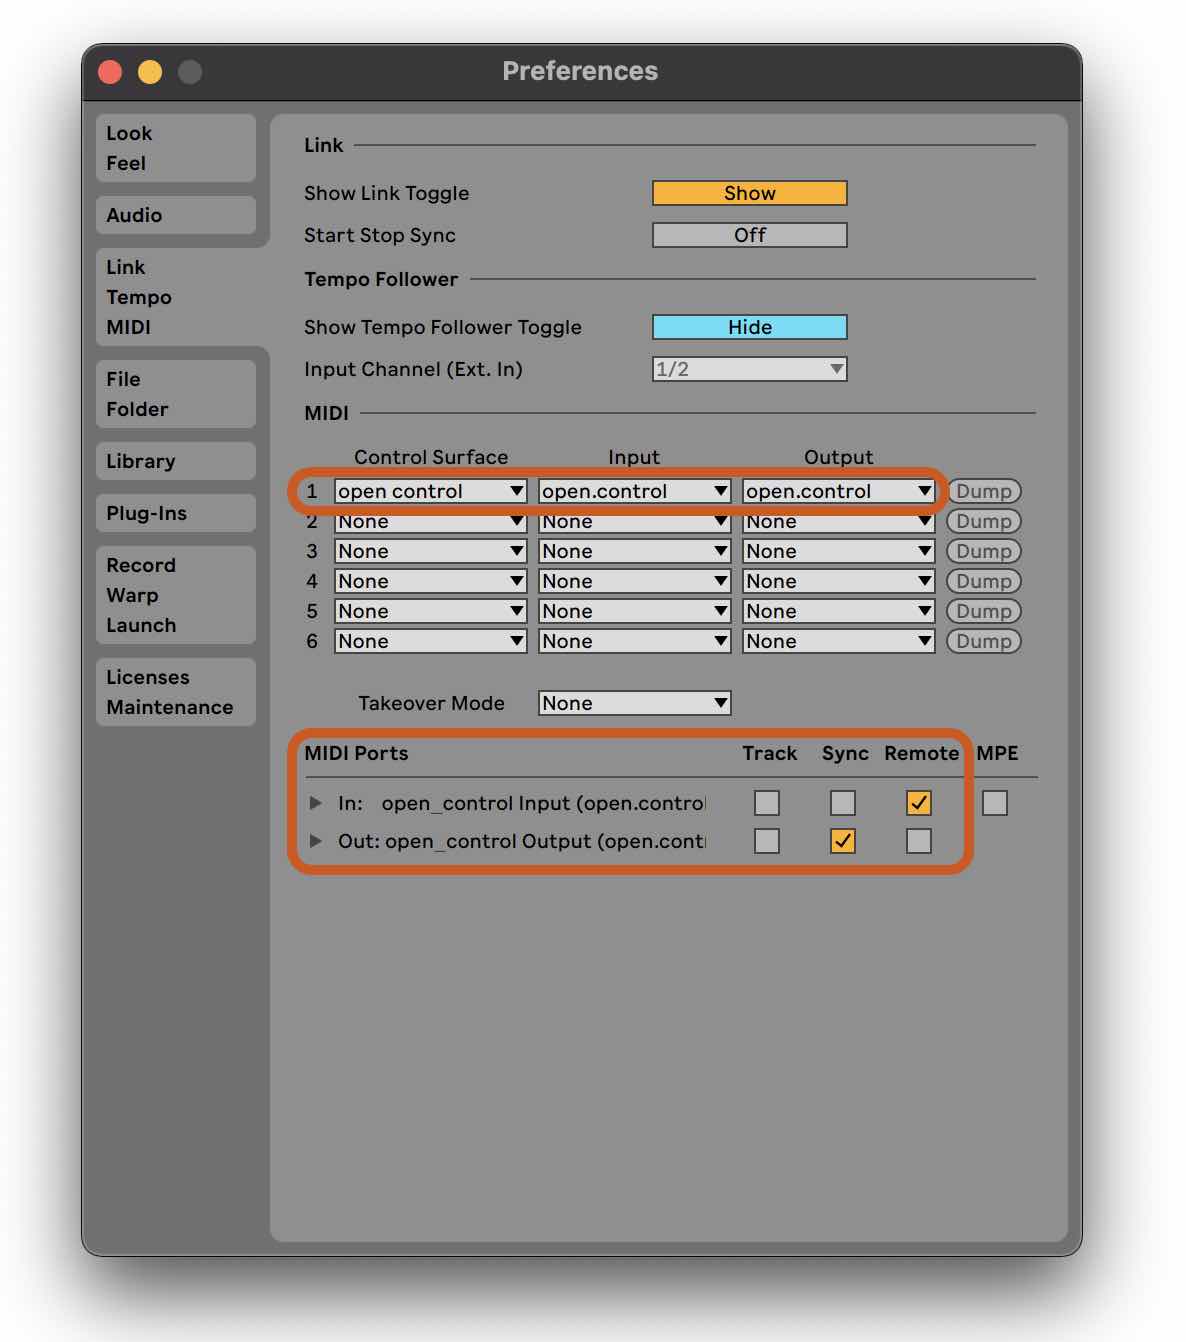 Preferences
Look
Feel
Audio
Link
Tempo
MIDI
File
Folder
Library
Plug-Ins
Record
Warp
Launch
Licenses
Maintenance
Link
Show Link Toggle Show
Start Stop Sync Off
Tempo Follower
Show Tempo Follower Toggle Hide
Input Channel (Ext. In) 1/2
MIDI
Control Surface Input Output
1 open control open.control open.control Dump
2 None None None Dump
3 None None None Dump
4 None None None Dump
5 None None None Dump
6 None None None Dump
Takeover Mode None
MIDI Ports Track Sync Remote MPE
In: open_control Input (open.control
Out: open_control Output (open.cont